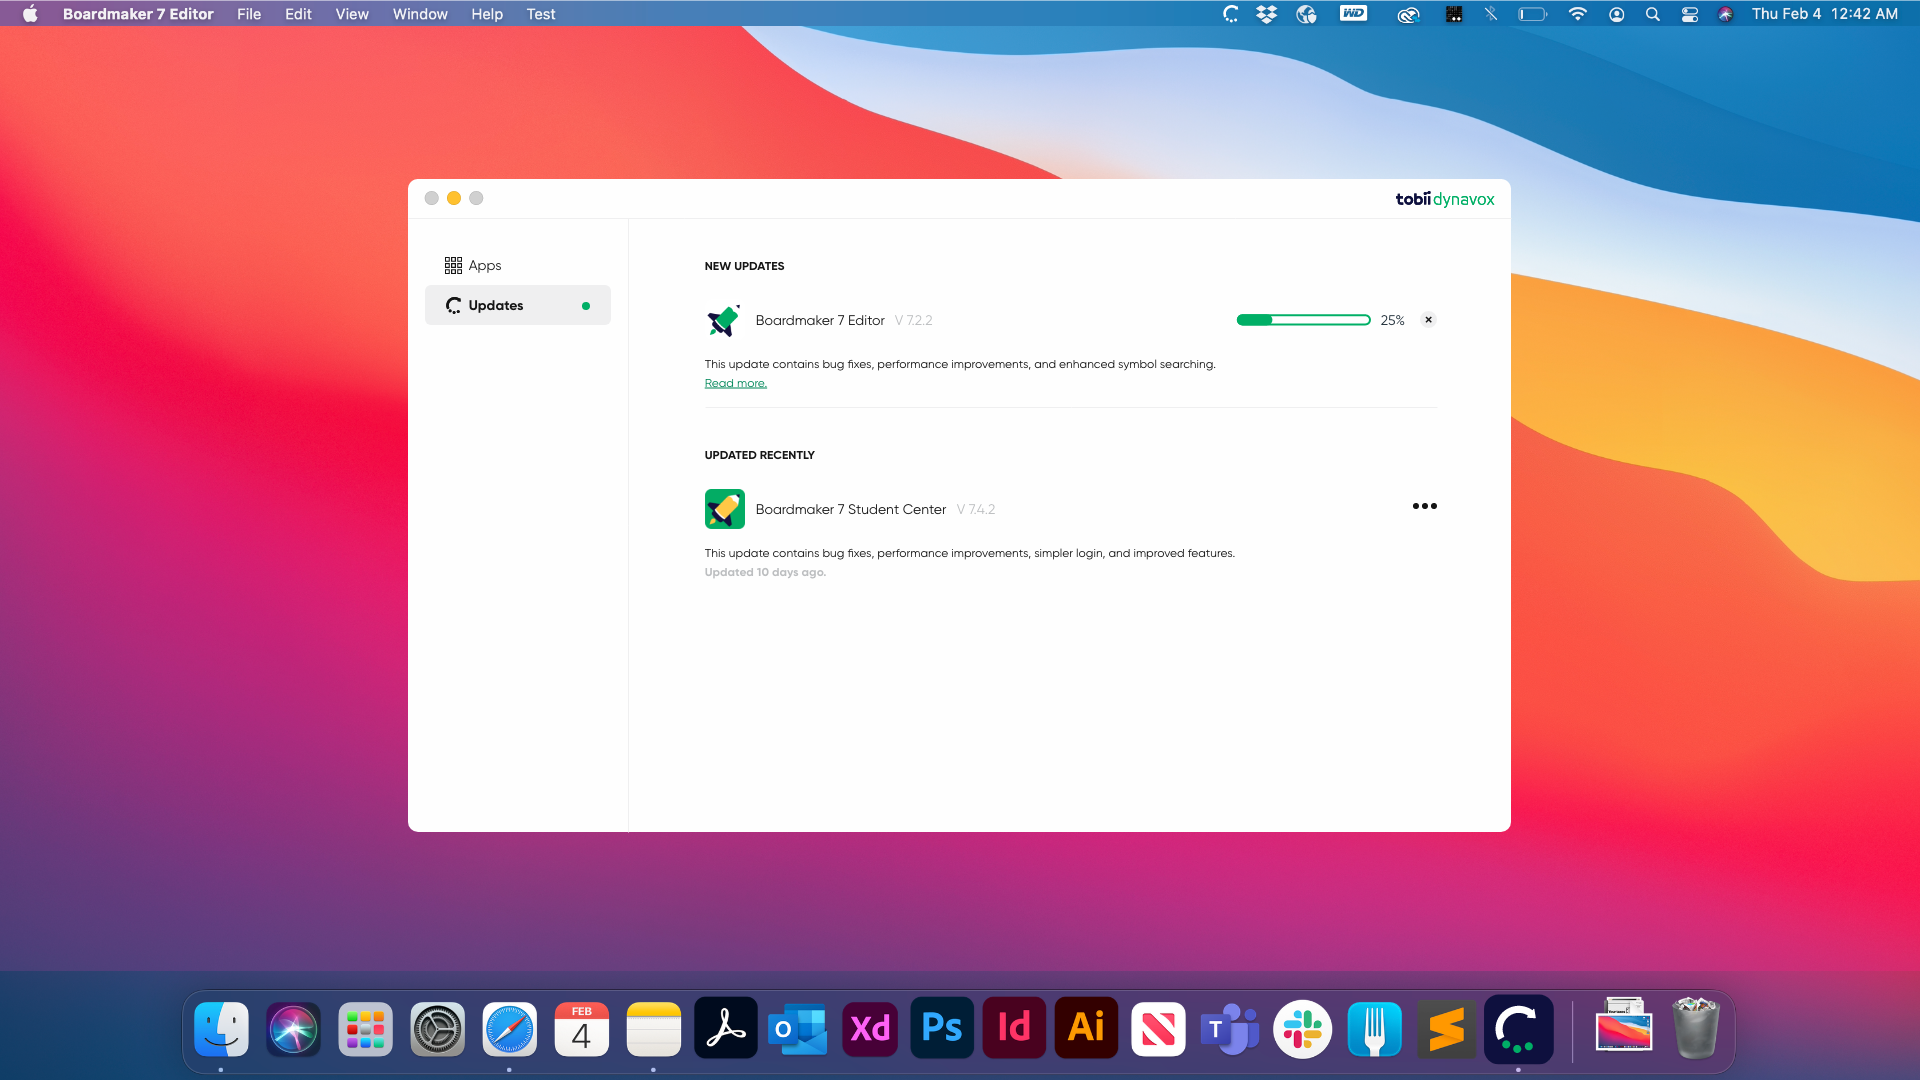 Boardmaker 7 Editor File Edit View Window Help Test WD Thu Feb 4 12:42 AM
tobii dynavox
Apps
Updates
NEW UPDATES
Boardmaker 7 Editor V 7.2.2 25%
This update contains bug fixes, performance improvements, and enhanced symbol searching.
Read more.
UPDATED RECENTLY
Boardmaker 7 Student Center V 7.4.2
This update contains bug fixes, performance improvements, simpler login, and improved features.
Updated 10 days ago.
FEB
4
O
Xd
Ps
Id
Ai
T